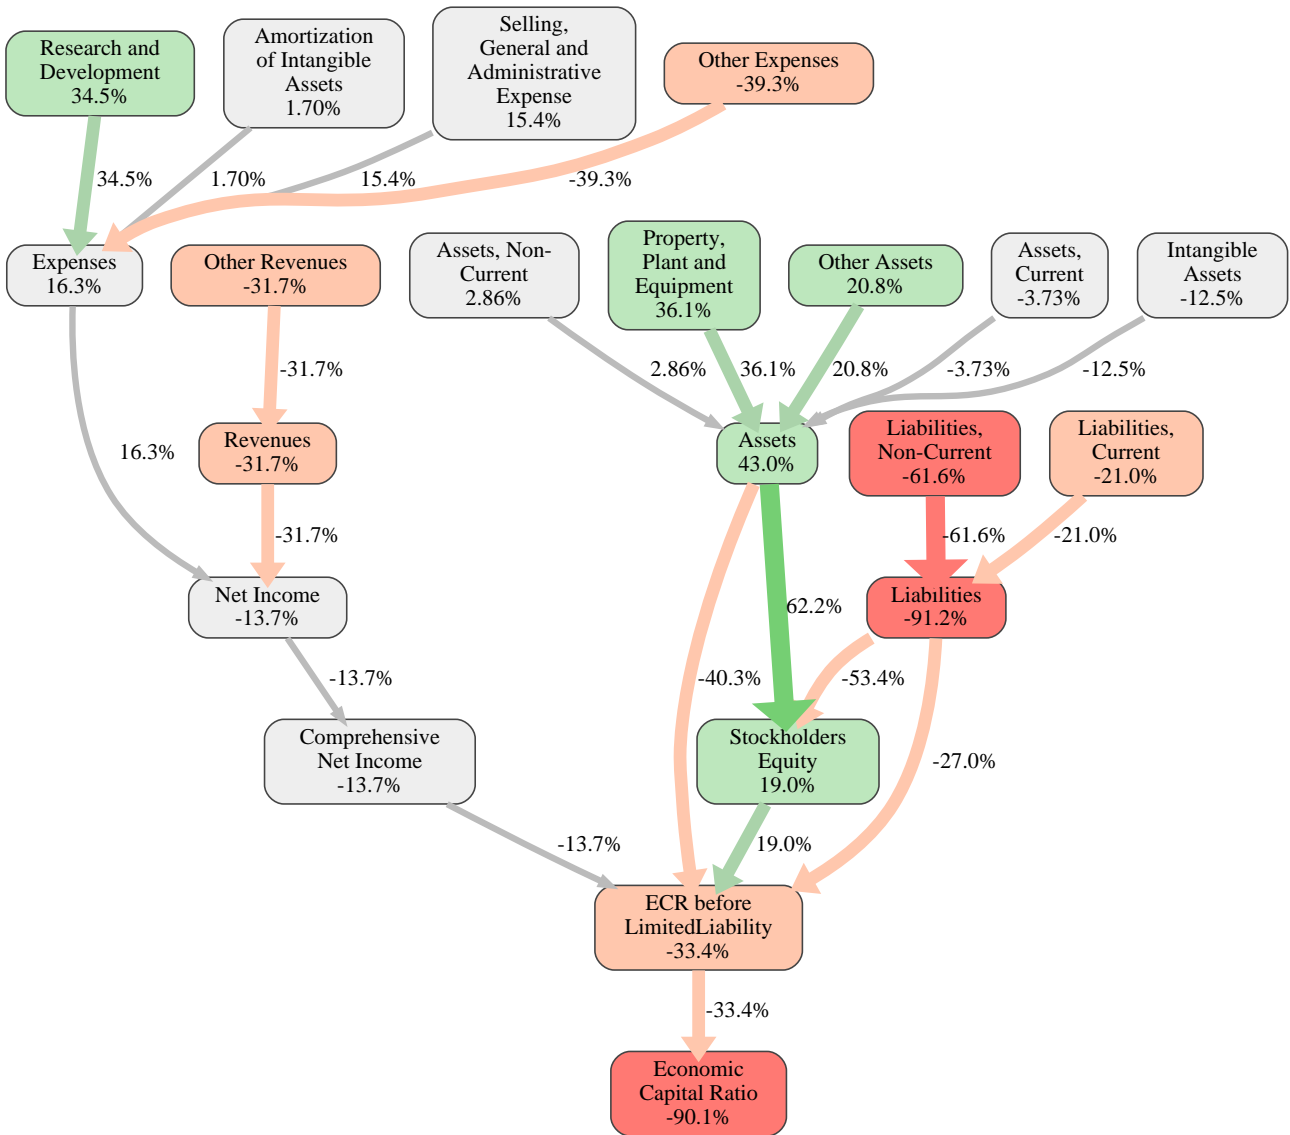 Research and
Development
34.5%
Amortization
of Intangible
Assets
1.70%
Selling,
General and
Administrative
Expense
15.4%
Other Expenses
-39.3%
34.5%
1.70%
15.4%
-39.3%
Expenses
16.3%
Other Revenues
-31.7%
Assets, Non-
Current
2.86%
Property,
Plant and
Equipment
36.1%
Other Assets
20.8%
Assets,
Current
-3.73%
Intangible
Assets
-12.5%
-31.7%
2.86%
36.1%
20.8%
-3.73%
-12.5%
16.3%
Revenues
-31.7%
Assets
43.0%
Liabilities,
Non-Current
-61.6%
Liabilities,
Current
-21.0%
-31.7%
-61.6%
-21.0%
Net Income
-13.7%
62.2%
Liabilities
-91.2%
-13.7%
-40.3%
-53.4%
Comprehensive
Net Income
-13.7%
Stockholders
Equity
19.0%
-27.0%
-13.7%
19.0%
ECR before
LimitedLiability
-33.4%
-33.4%
Economic
Capital Ratio
-90.1%